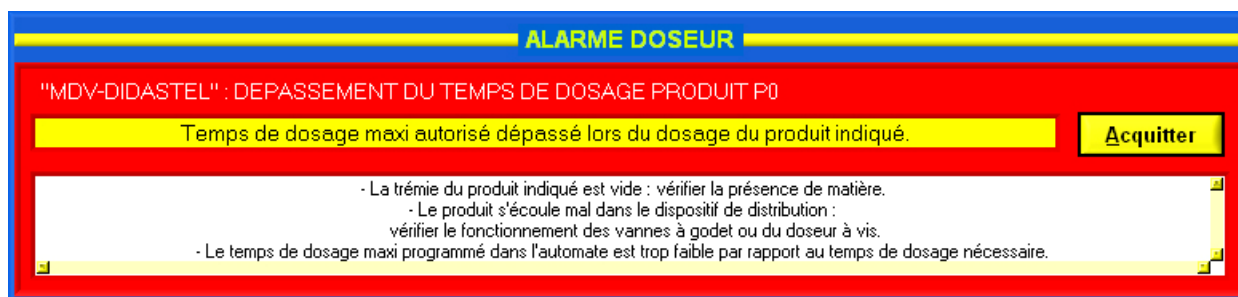 ALARME DOSEUR
"MDV-DIDASTEL" : DEPASSEMENT DU TEMPS DE DOSAGE PRODUIT P0
Temps de dosage maxi autorisé dépassé lors du dosage du produit indiqué.
Acquitter
- La trémie du produit indiqué est vide : vérifier la présence de matière.
- Le produit s'écoule mal dans le dispositif de distribution :
vérifier le fonctionnement des vannes à godet ou du doseur à vis.
- Le temps de dosage maxi programmé dans l'automate est trop faible par rapport au temps de dosage nécessaire.